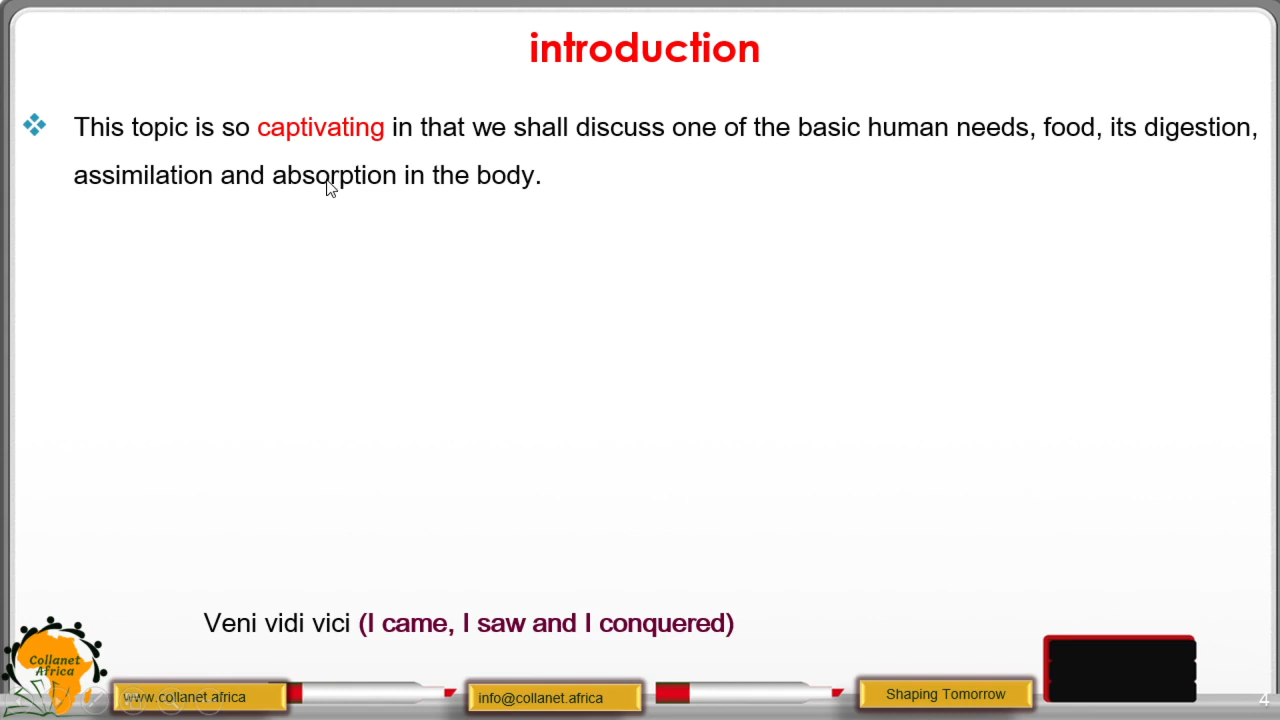 introduction
This topic is so captivating in that we shall discuss one of the basic human needs, food, its digestion,
assimilation and absorption in the body.
Veni vidi vici (I came, I saw and I conquered)
Collanet
Africa
www.collanet africa
info@collanet.africa
Shaping Tomorrow
4